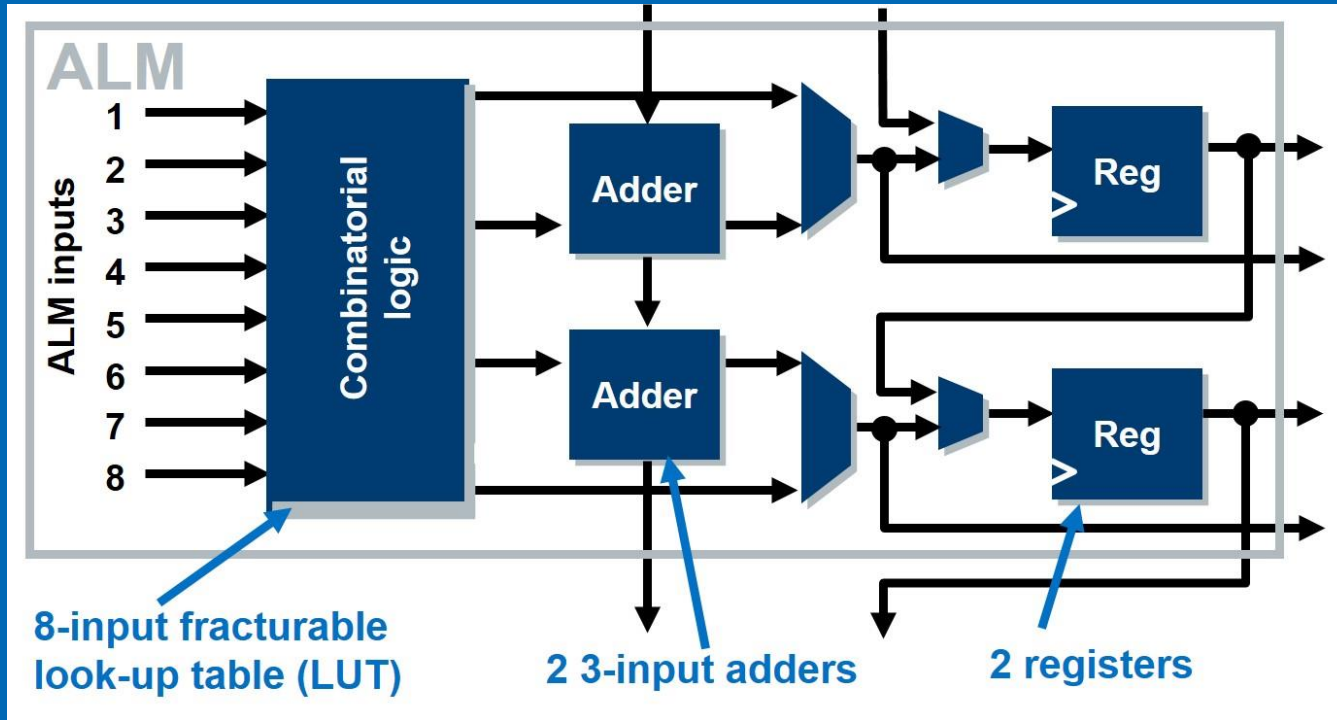 ALM
ALM inputs
1
2
3
4
5
6
7
8
Combinatorial
logic
Adder
Adder
Reg
Reg
8-input fracturable
look-up table (LUT)
2 3-input adders
2 registers